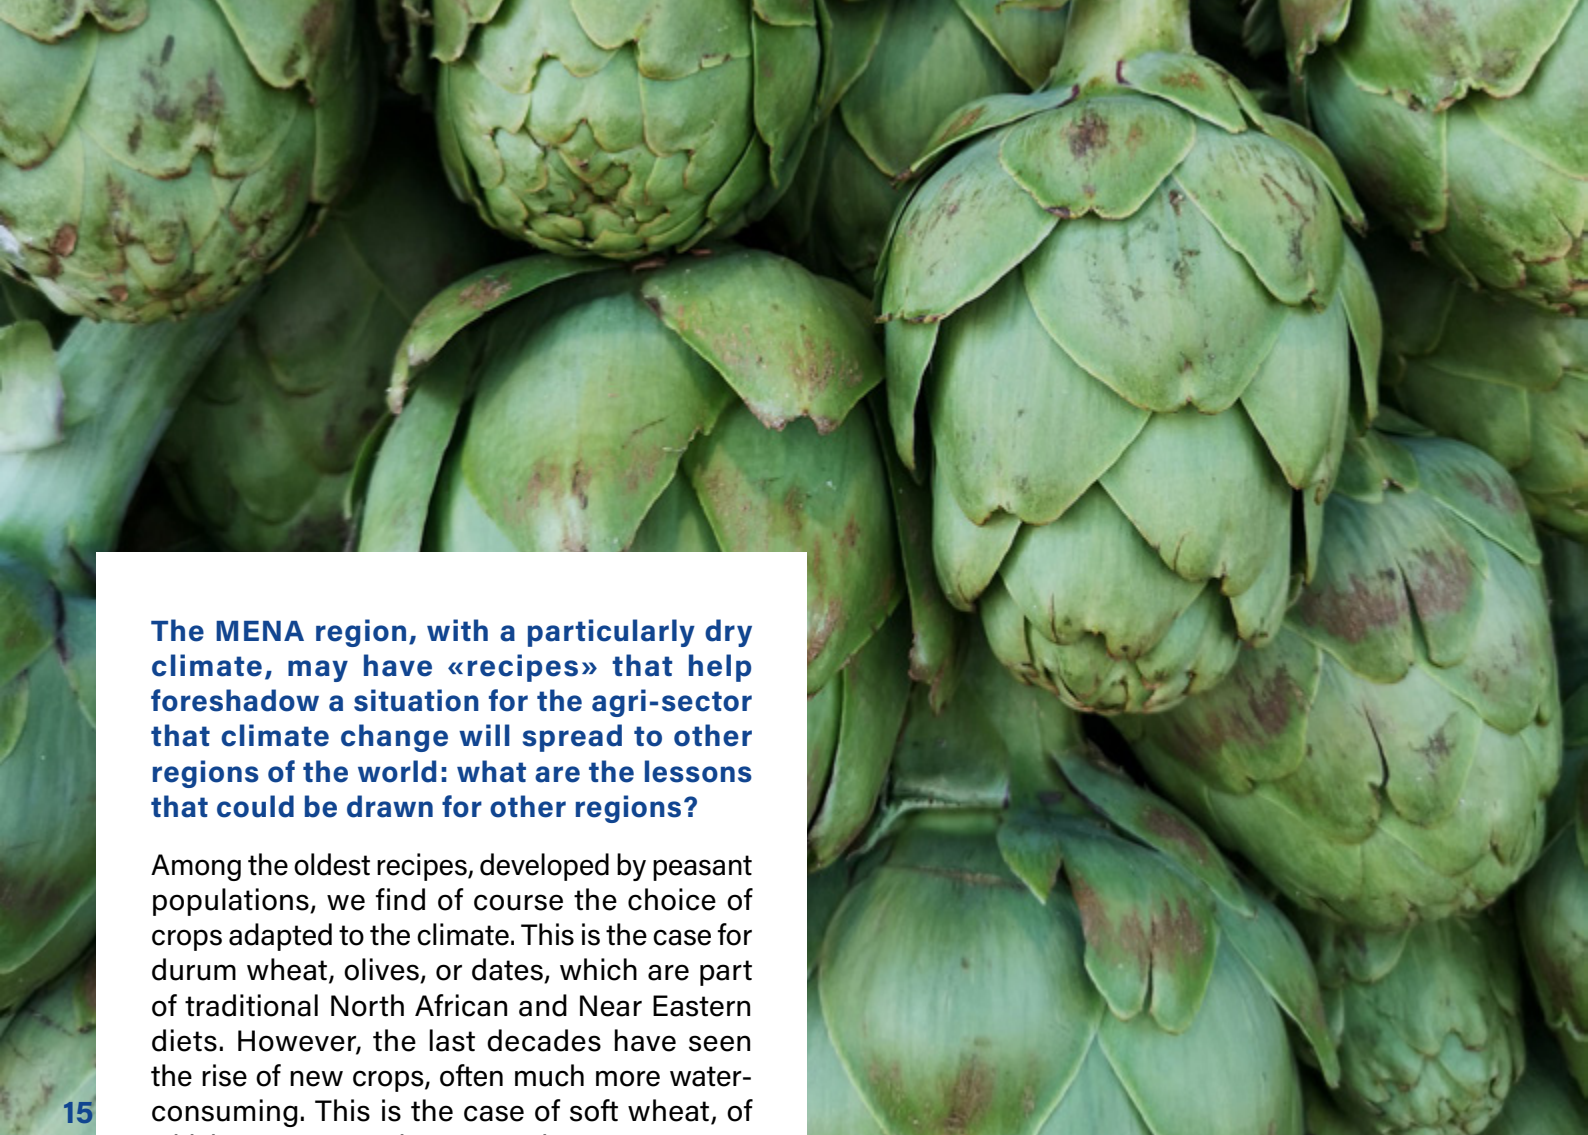 The MENA region, with a particularly dry
climate, may have «recipes» that help
foreshadow a situation for the agri-sector
that climate change will spread to other
regions of the world: what are the lessons
that could be drawn for other regions?
Among the oldest recipes, developed by peasant
populations, we find of course the choice of
crops adapted to the climate. This is the case for
durum wheat, olives, or dates, which are part
of traditional North African and Near Eastern
diets. However, the last decades have seen
the rise of new crops, often much more water-
consuming. This is the case of soft wheat, of
15